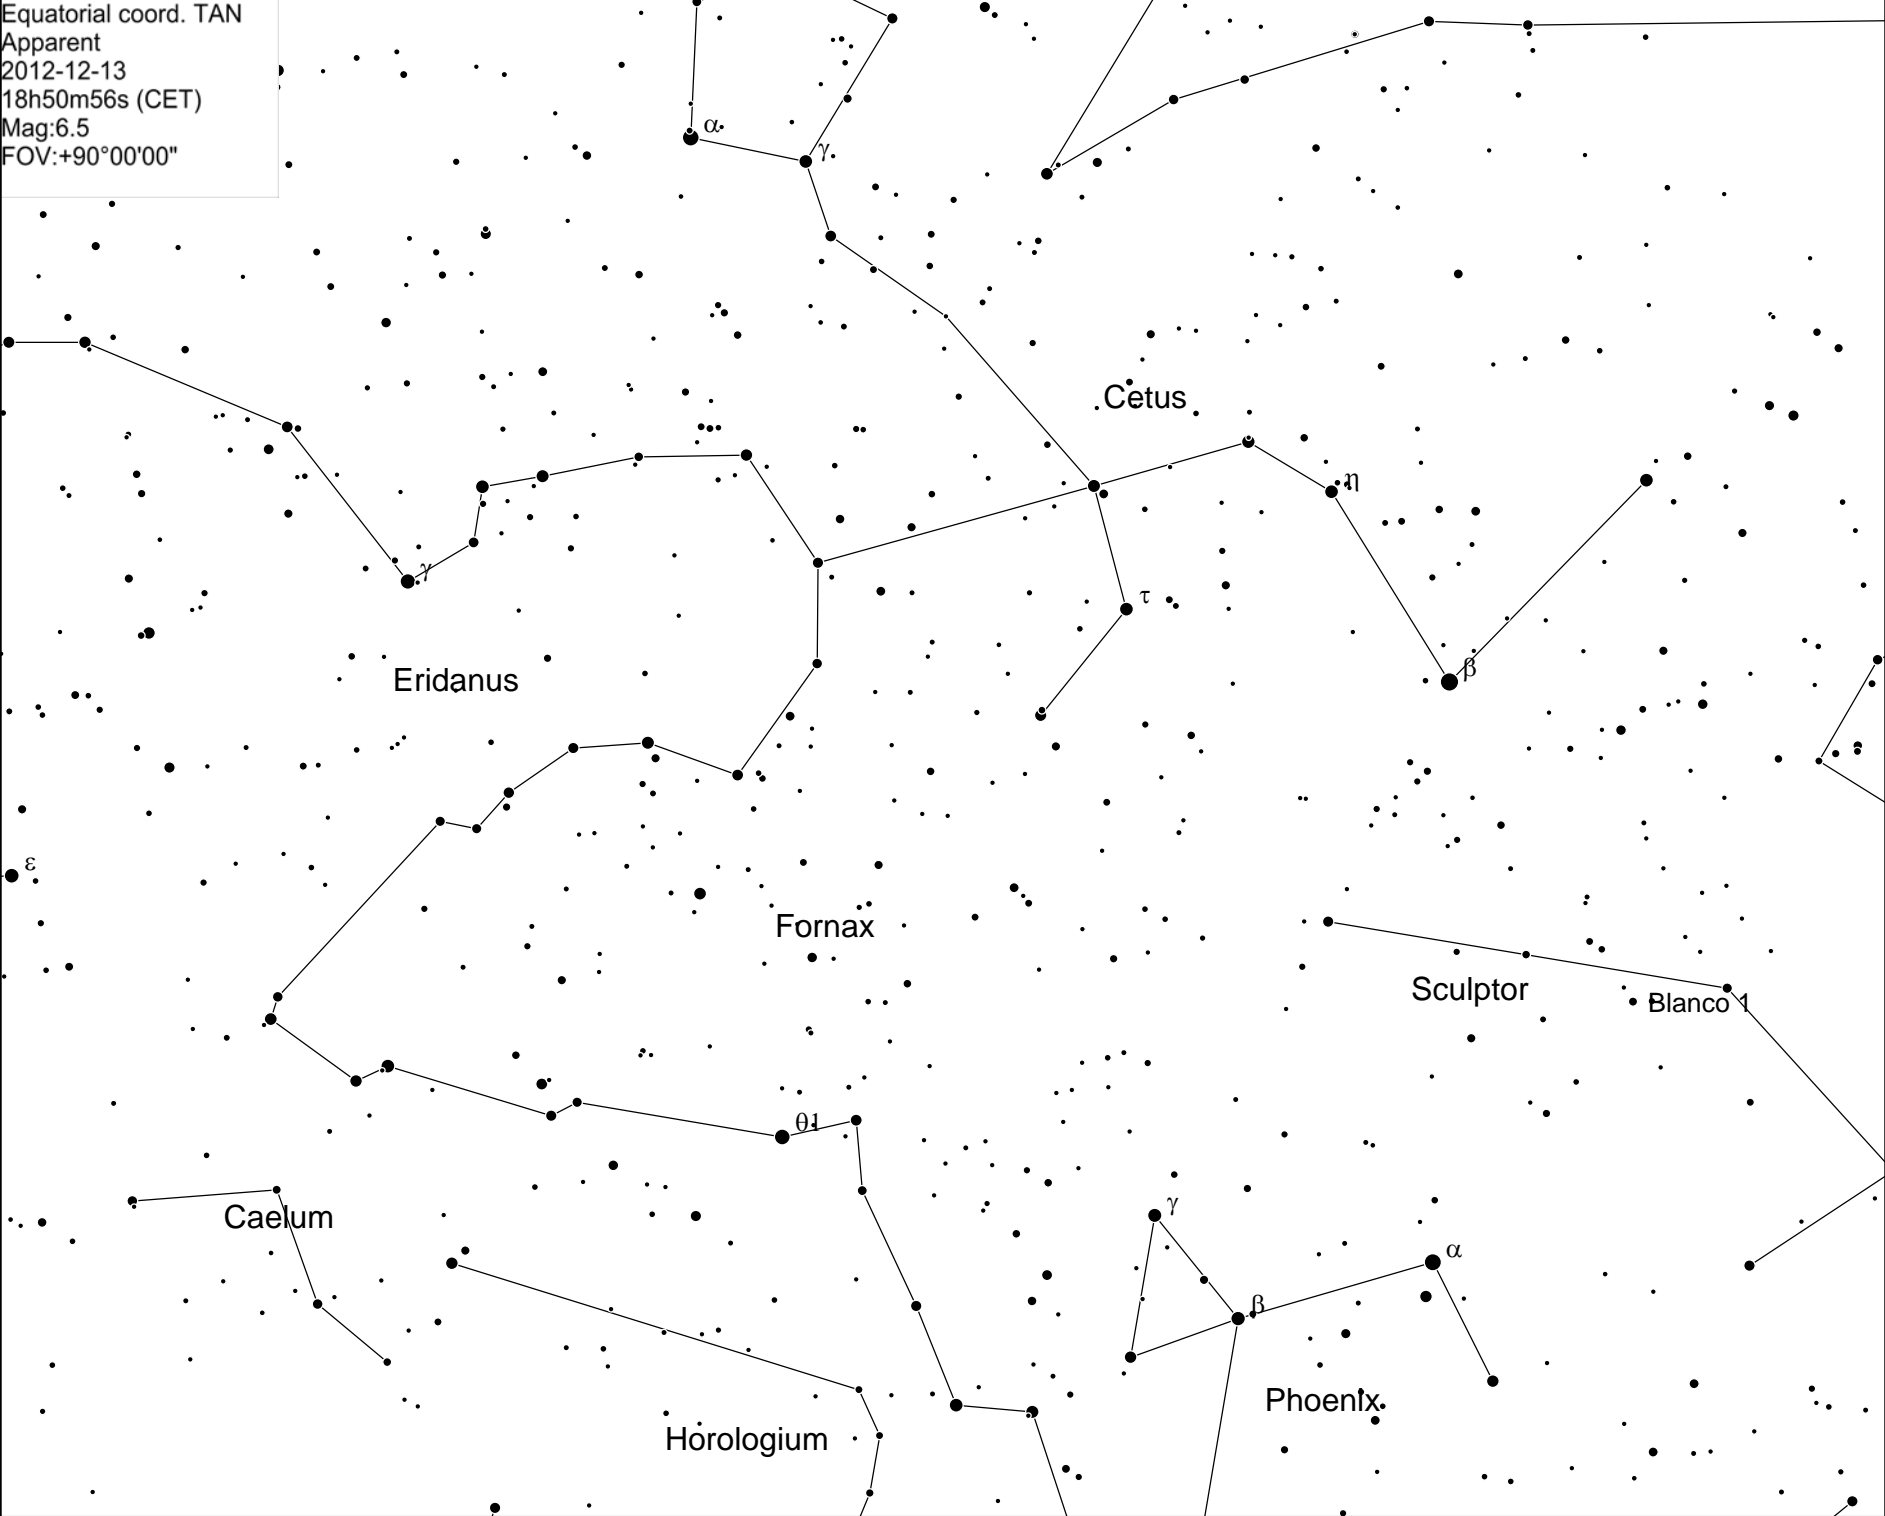 Equatorial coord. TAN
Apparent
2012-12-13
18h50m56s (CET)
Mag:6.5
FOV:+90°00'00"
α
γ
Cetus
η
γ
τ
β
Eridanus
ε
Fornax
Sculptor
Blanco 1
θ1
γ
Caelum
α
β
Phoenix
Horologium